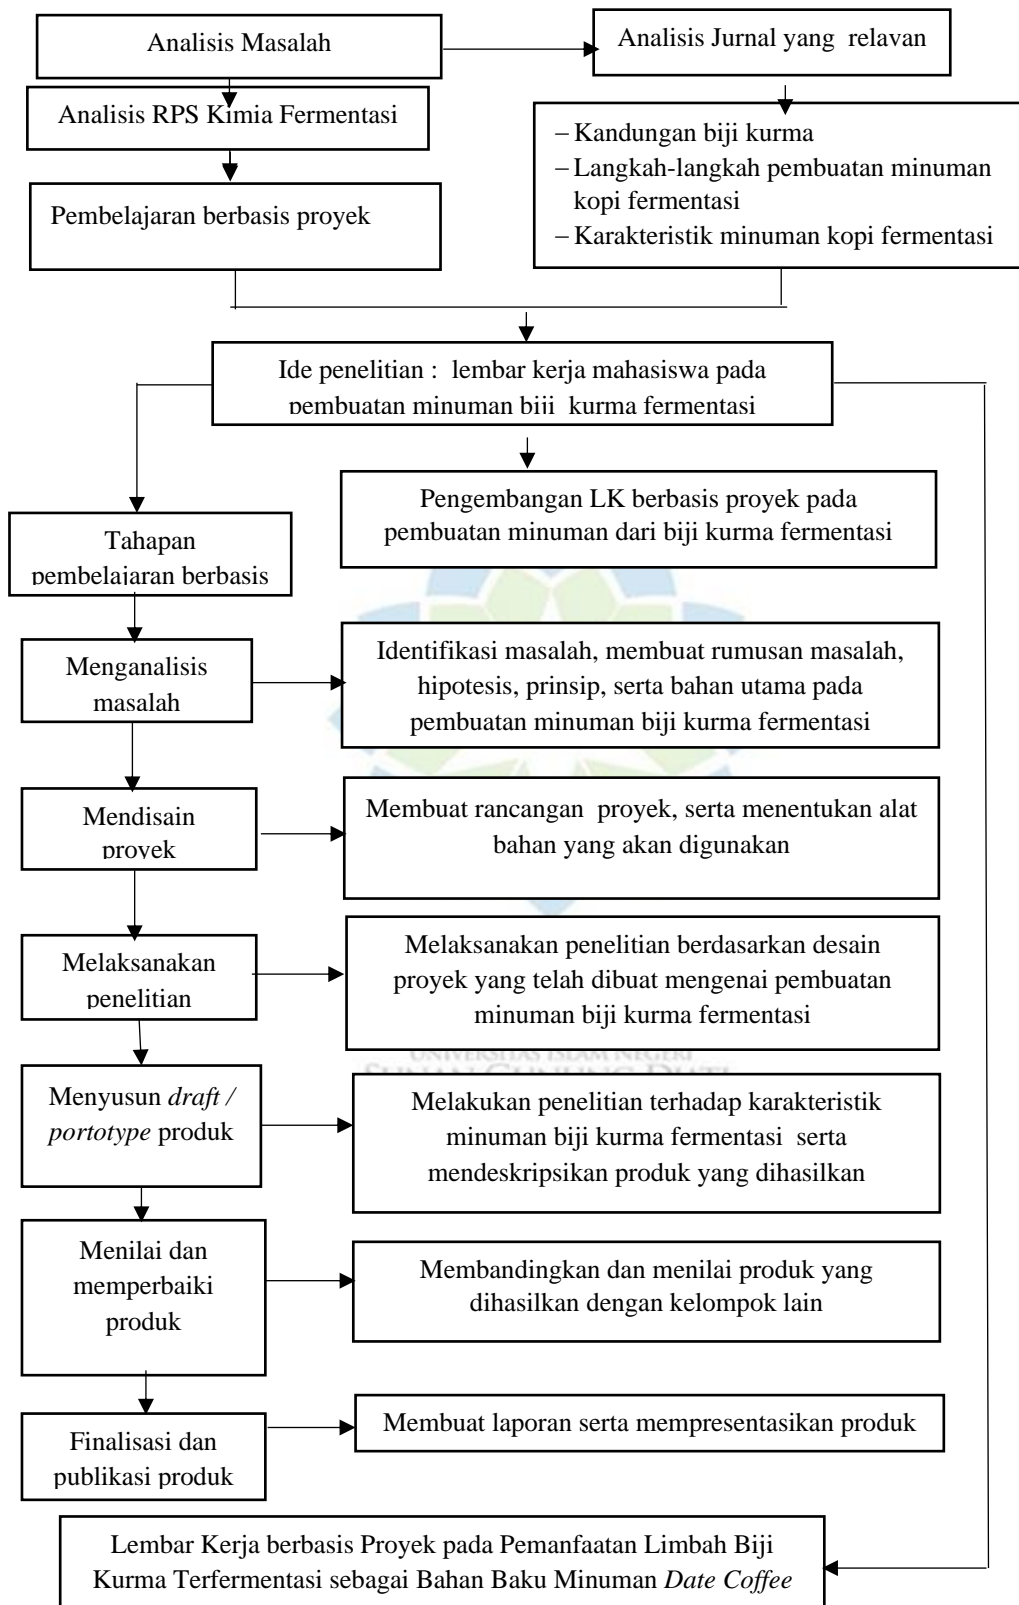 Analisis Masalah
Analisis Jurnal yang relavan
Analisis RPS Kimia Fermentasi
– Kandungan biji kurma
– Langkah-langkah pembuatan minuman
kopi fermentasi
– Karakteristik minuman kopi fermentasi
Pembelajaran berbasis proyek
Ide penelitian : lembar kerja mahasiswa pada
pembuatan minuman biji kurma fermentasi
Pengembangan LK berbasis proyek pada
pembuatan minuman dari biji kurma fermentasi
Tahapan
pembelajaran berbasis
Menganalisis
masalah
Identifikasi masalah, membuat rumusan masalah,
hipotesis, prinsip, serta bahan utama pada
pembuatan minuman biji kurma fermentasi
Mendisain
proyek
Membuat rancangan proyek, serta menentukan alat
bahan yang akan digunakan
Melaksanakan
penelitian
Melaksanakan penelitian berdasarkan desain
proyek yang telah dibuat mengenai pembuatan
minuman biji kurma fermentasi
UNIVERSITAS ISLAM NEGERI
SUNAN GUNUNG DJATI
Menyusun draft /
portotype produk
Melakukan penelitian terhadap karakteristik
minuman biji kurma fermentasi serta
mendeskripsikan produk yang dihasilkan
Menilai dan
memperbaiki
produk
Membandingkan dan menilai produk yang
dihasilkan dengan kelompok lain
Finalisasi dan
publikasi produk
Membuat laporan serta mempresentasikan produk
Lembar Kerja berbasis Proyek pada Pemanfaatan Limbah Biji
Kurma Terfermentasi sebagai Bahan Baku Minuman Date Coffee